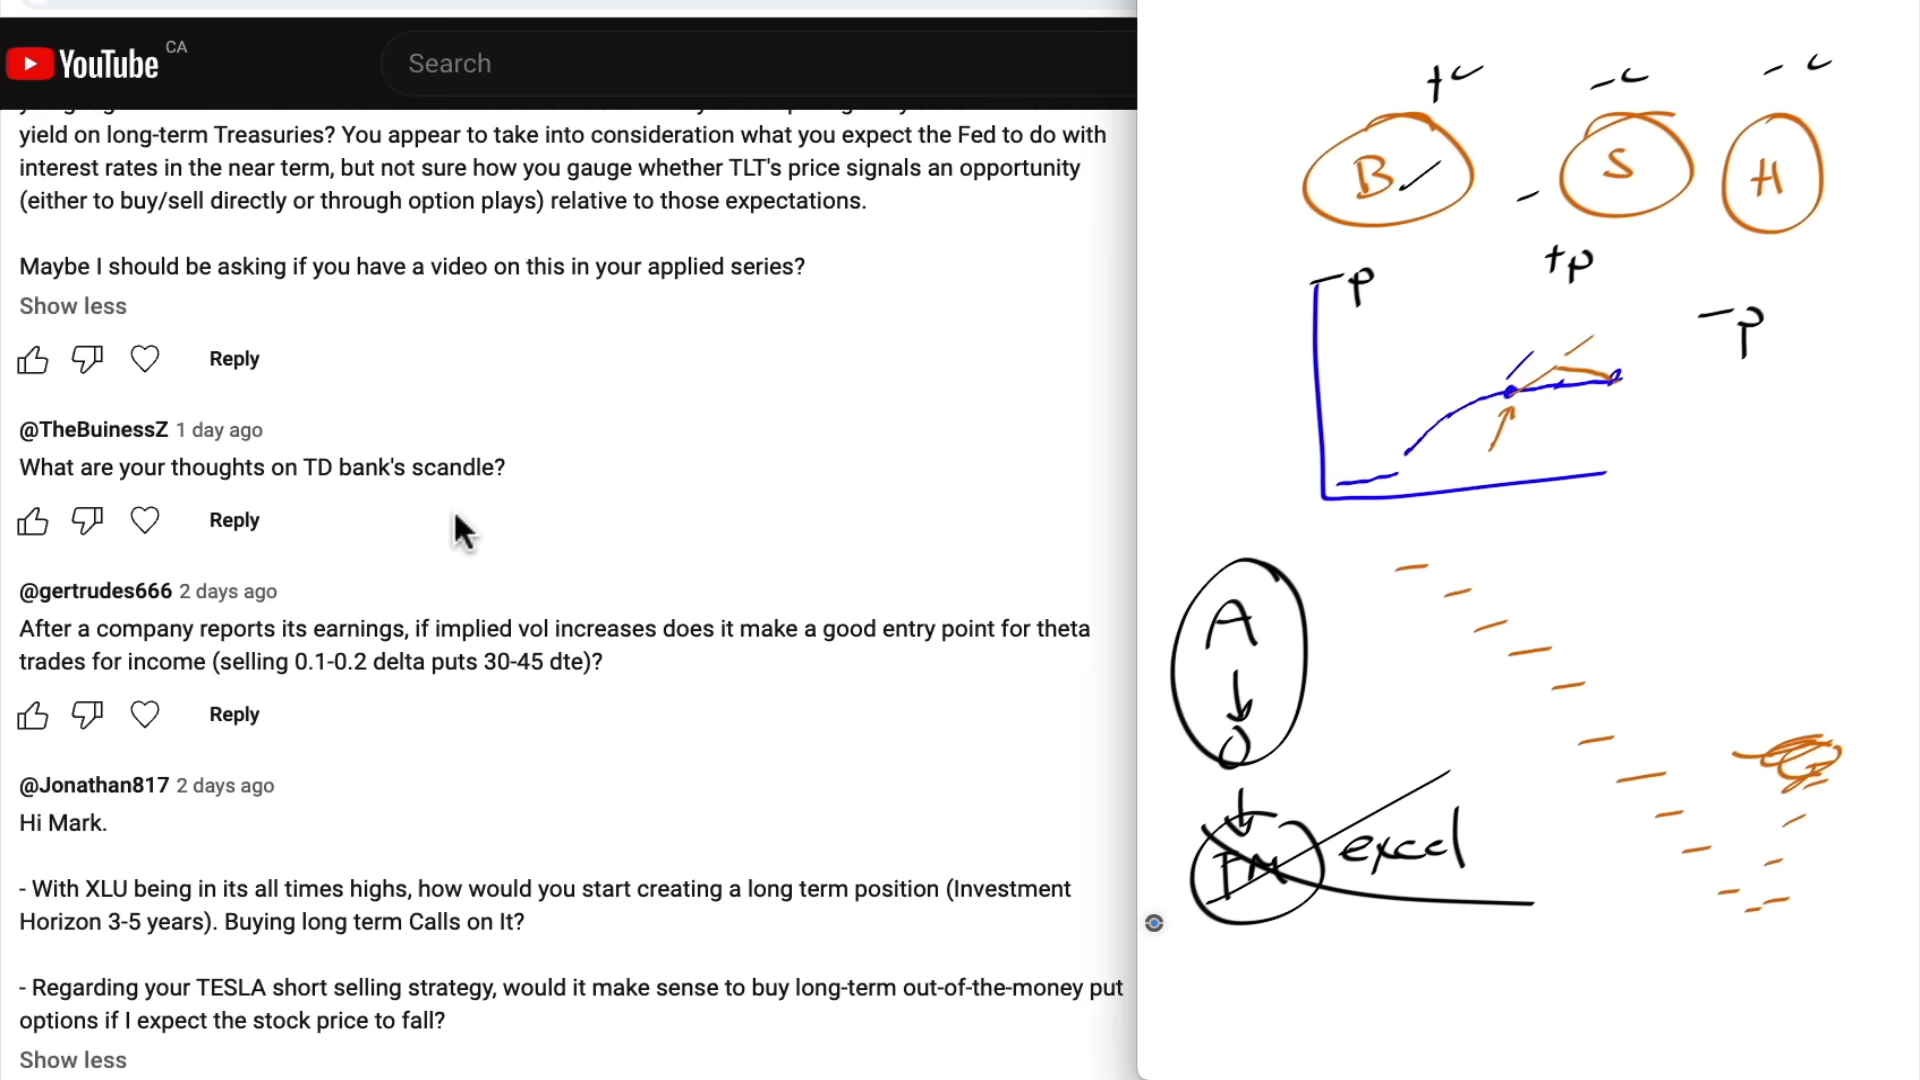 YouTube CA
Search
yield on long-term Treasuries? You appear to take into consideration what you expect the Fed to do with
interest rates in the near term, but not sure how you gauge whether TLT's price signals an opportunity
(either to buy/sell directly or through option plays) relative to those expectations.
Maybe I should be asking if you have a video on this in your applied series?
Show less
Reply
@TheBuinessZ 1 day ago
What are your thoughts on TD bank's scandle?
Reply
@gertrudes666 2 days ago
After a company reports its earnings, if implied vol increases does it make a good entry point for theta
trades for income (selling 0.1-0.2 delta puts 30-45 dte)?
Reply
@Jonathan817 2 days ago
Hi Mark.
- With XLU being in its all times highs, how would you start creating a long term position (Investment
Horizon 3-5 years). Buying long term Calls on It?
- Regarding your TESLA short selling strategy, would it make sense to buy long-term out-of-the-money put
options if I expect the stock price to fall?
Show less
+c -c -c
B S H
-P +P -P
A
O
excel